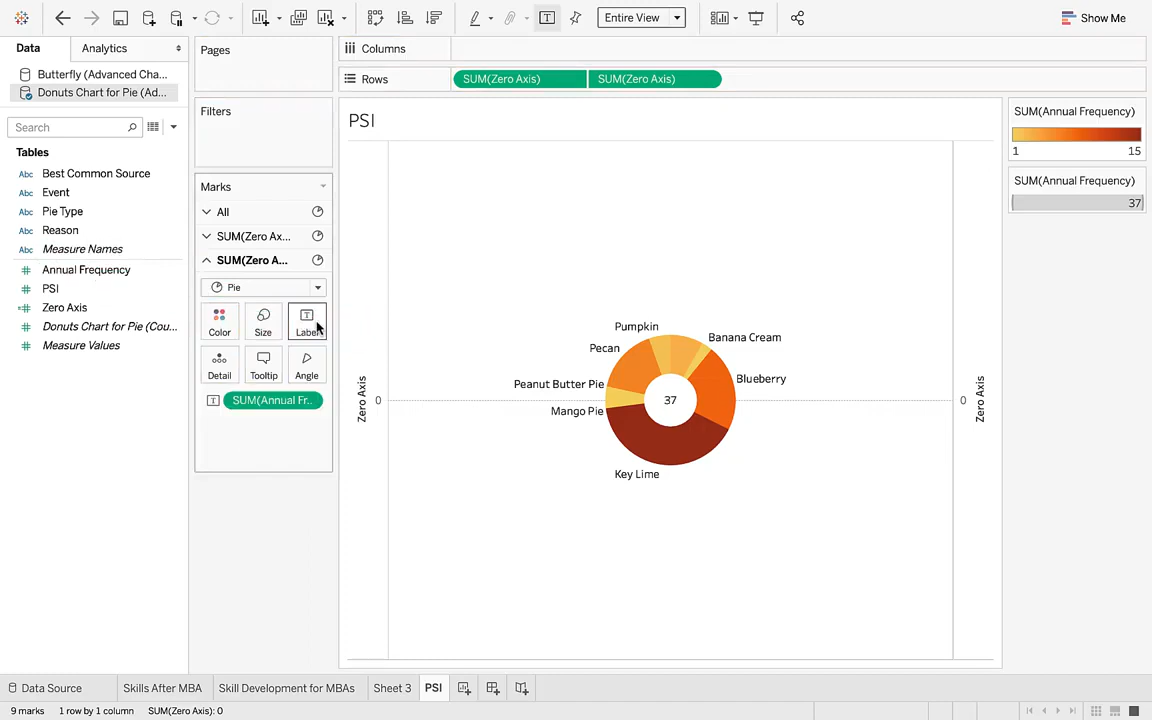 Entire View
Show Me
Data
Analytics
Butterfly (Advanced Cha...
Donuts Chart for Pie (Ad...
Search
Tables
Abc Best Common Source
Abc Event
Abc Pie Type
Abc Reason
Abc Measure Names
# Annual Frequency
# PSI
# Zero Axis
# Donuts Chart for Pie (Cou...
# Measure Values
Pages
Filters
Marks
All
SUM(Zero Ax...
SUM(Zero A...
Pie
Color
Size
Label
Detail
Tooltip
Angle
SUM(Annual Fr..
Columns
Rows
SUM(Zero Axis)
SUM(Zero Axis)
PSI
Zero Axis
0
Pumpkin
Banana Cream
Pecan
Peanut Butter Pie
Blueberry
Mango Pie
37
Key Lime
0
Zero Axis
SUM(Annual Frequency)
1
15
SUM(Annual Frequency)
37
Data Source
Skills After MBA
Skill Development for MBAs
Sheet 3
PSI
9 marks
1 row by 1 column
SUM(Zero Axis): 0